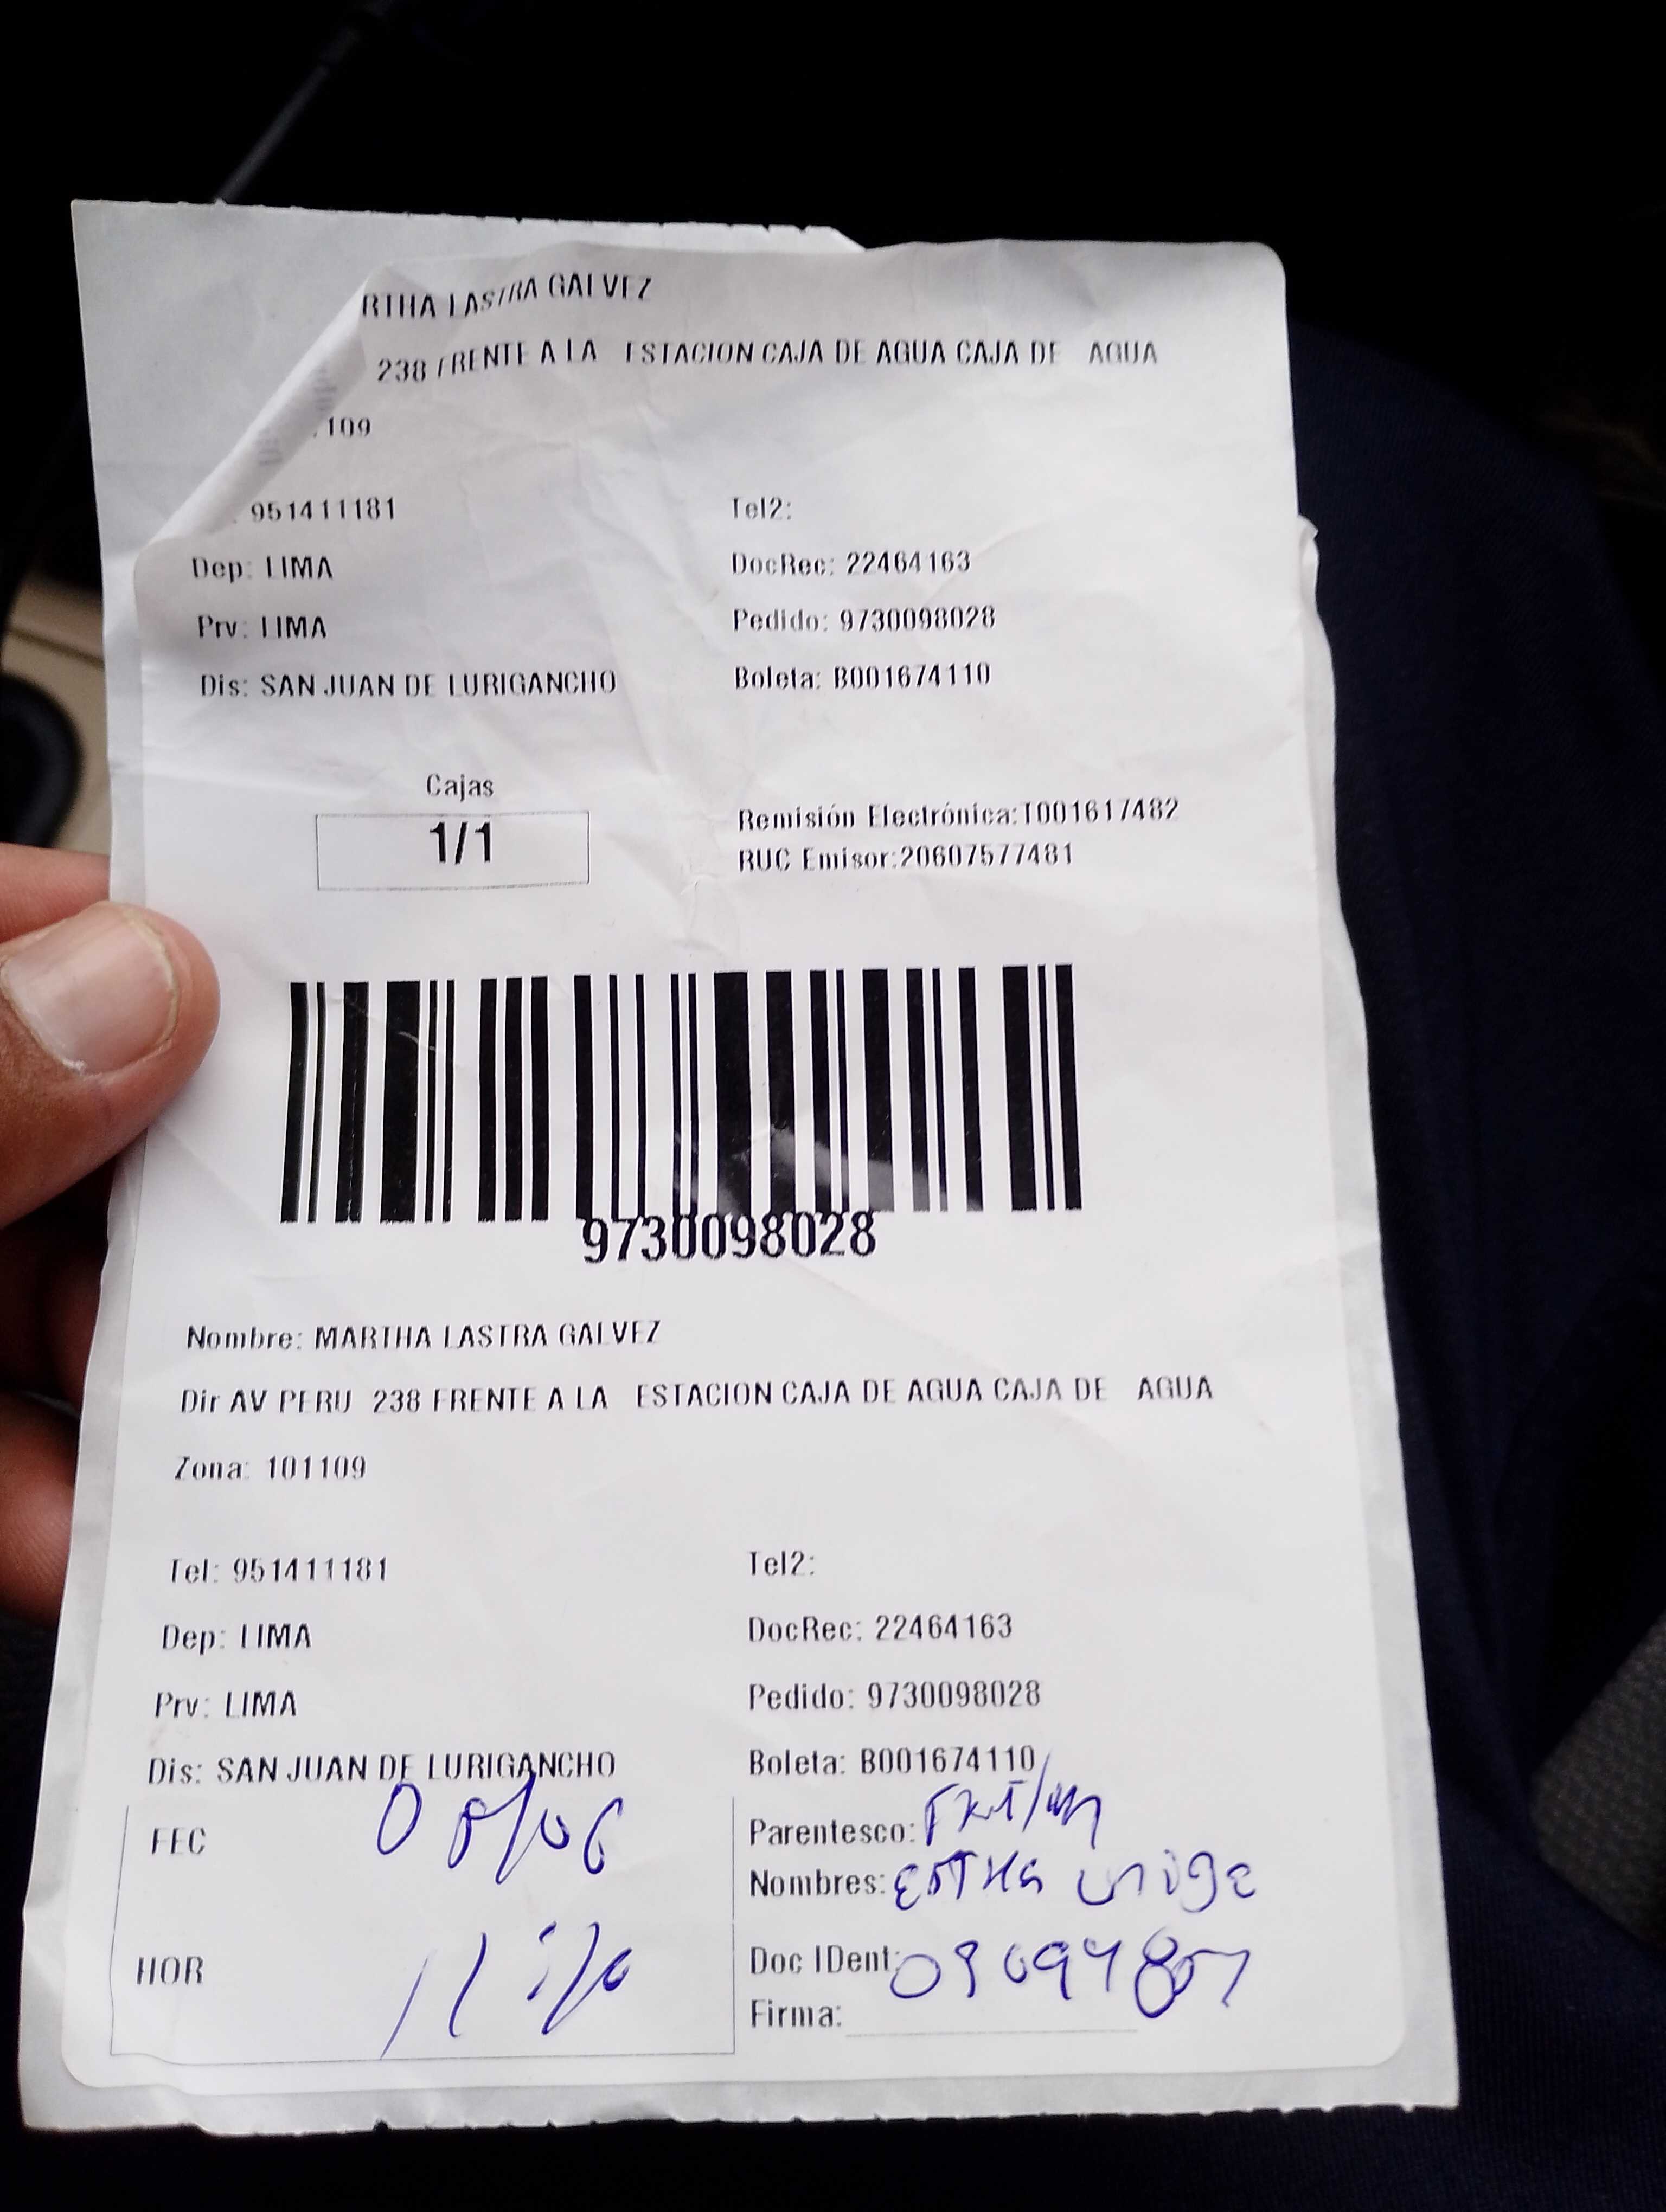 RTHA LASTRA GALVEZ
238 FRENTE A LA ESTACION CAJA DE AGUA CAJA DE AGUA
109
951411181 Tel2:
Dep: LIMA DocRec: 22464163
Prv: LIMA Pedido: 9730098028
Dis: SAN JUAN DE LURIGANCHO Boleta: B001674110
Cajas
1/1
Remisión Electrónica:T001617482
RUC Emisor:20607577481
9730098028
Nombre: MARTHA LASTRA GALVEZ
Dir AV PERU 238 FRENTE A LA ESTACION CAJA DE AGUA CAJA DE AGUA
Zona: 101109
Tel: 951411181 Tel2:
Dep: LIMA DocRec: 22464163
Prv: LIMA Pedido: 9730098028
Dis: SAN JUAN DE LURIGANCHO Boleta: B001674110
FEC Parentesco:
Nombres:
HOR Doc IDent:
Firma: